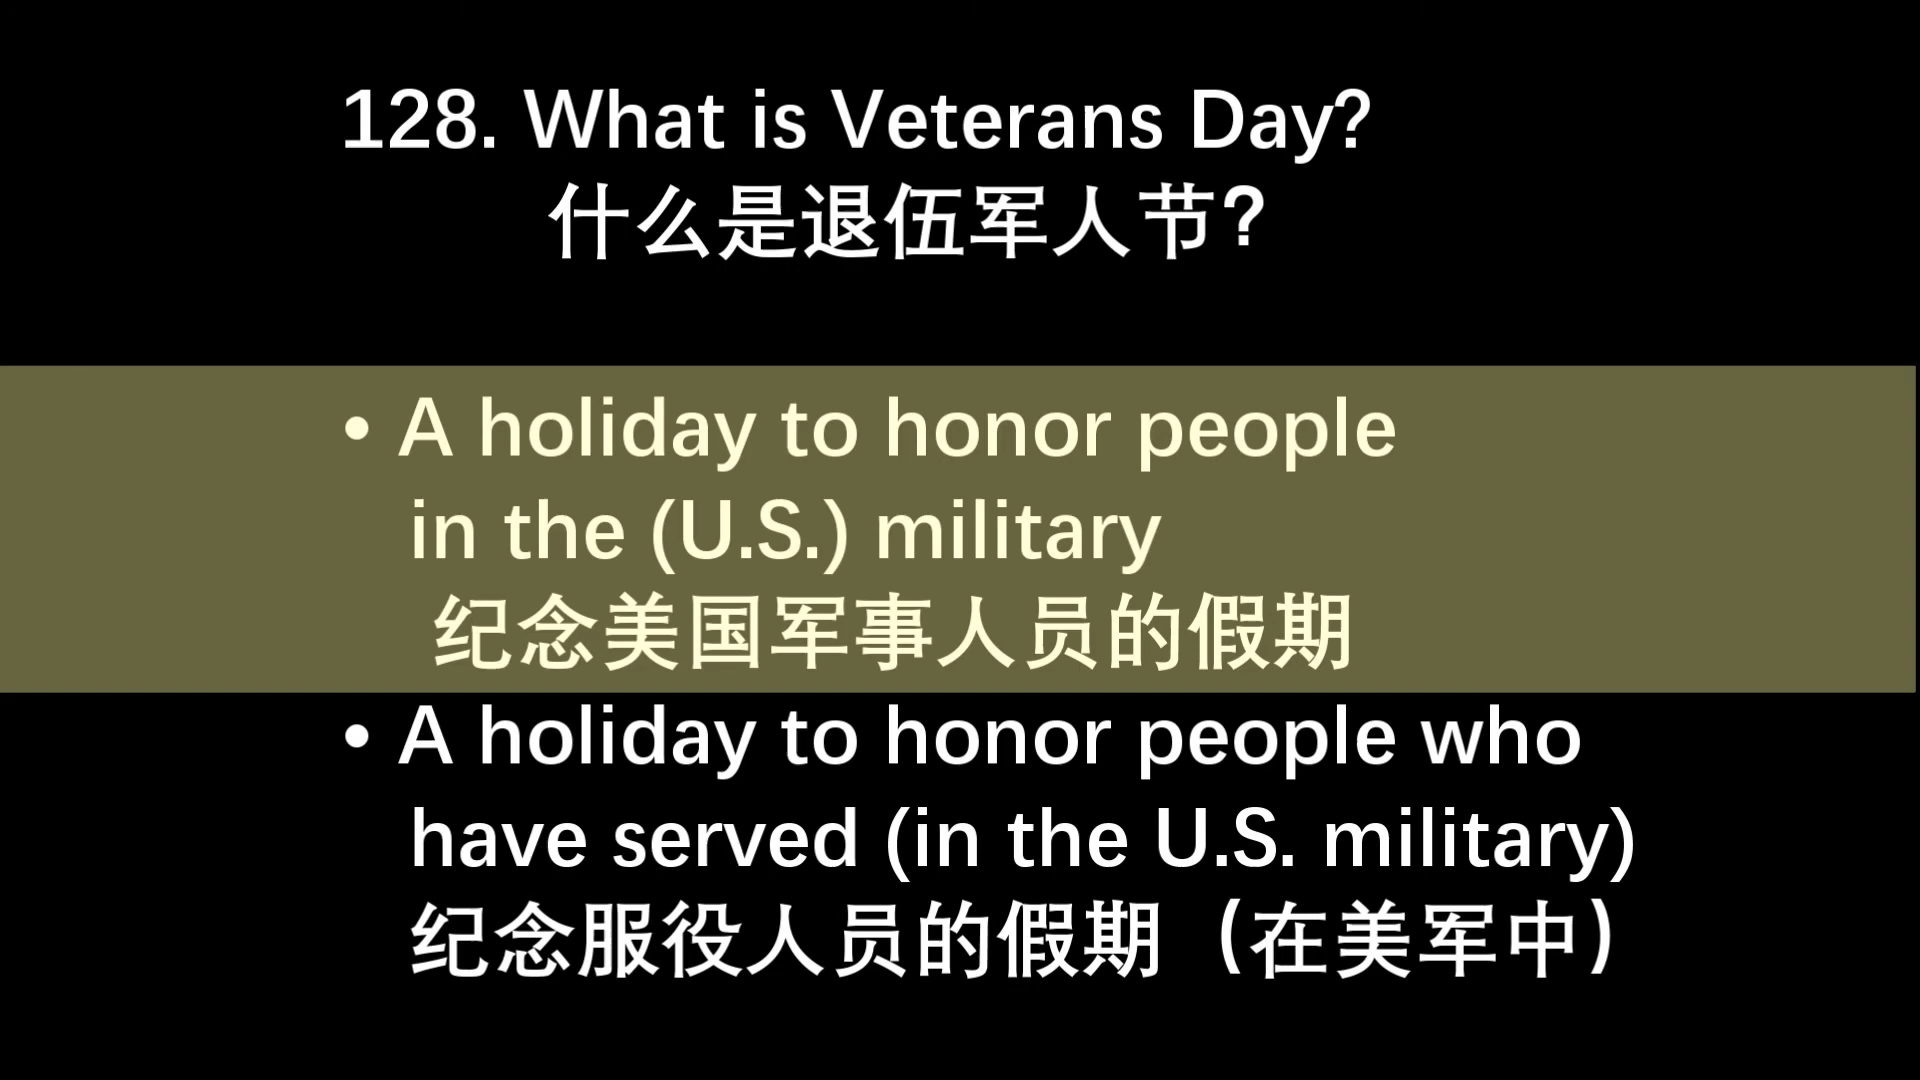 128. What is Veterans Day?
什么是退伍军人节?
• A holiday to honor people
in the (U.S.) military
纪念美国军事人员的假期
• A holiday to honor people who
have served (in the U.S. military)
纪念服役人员的假期（在美军中）